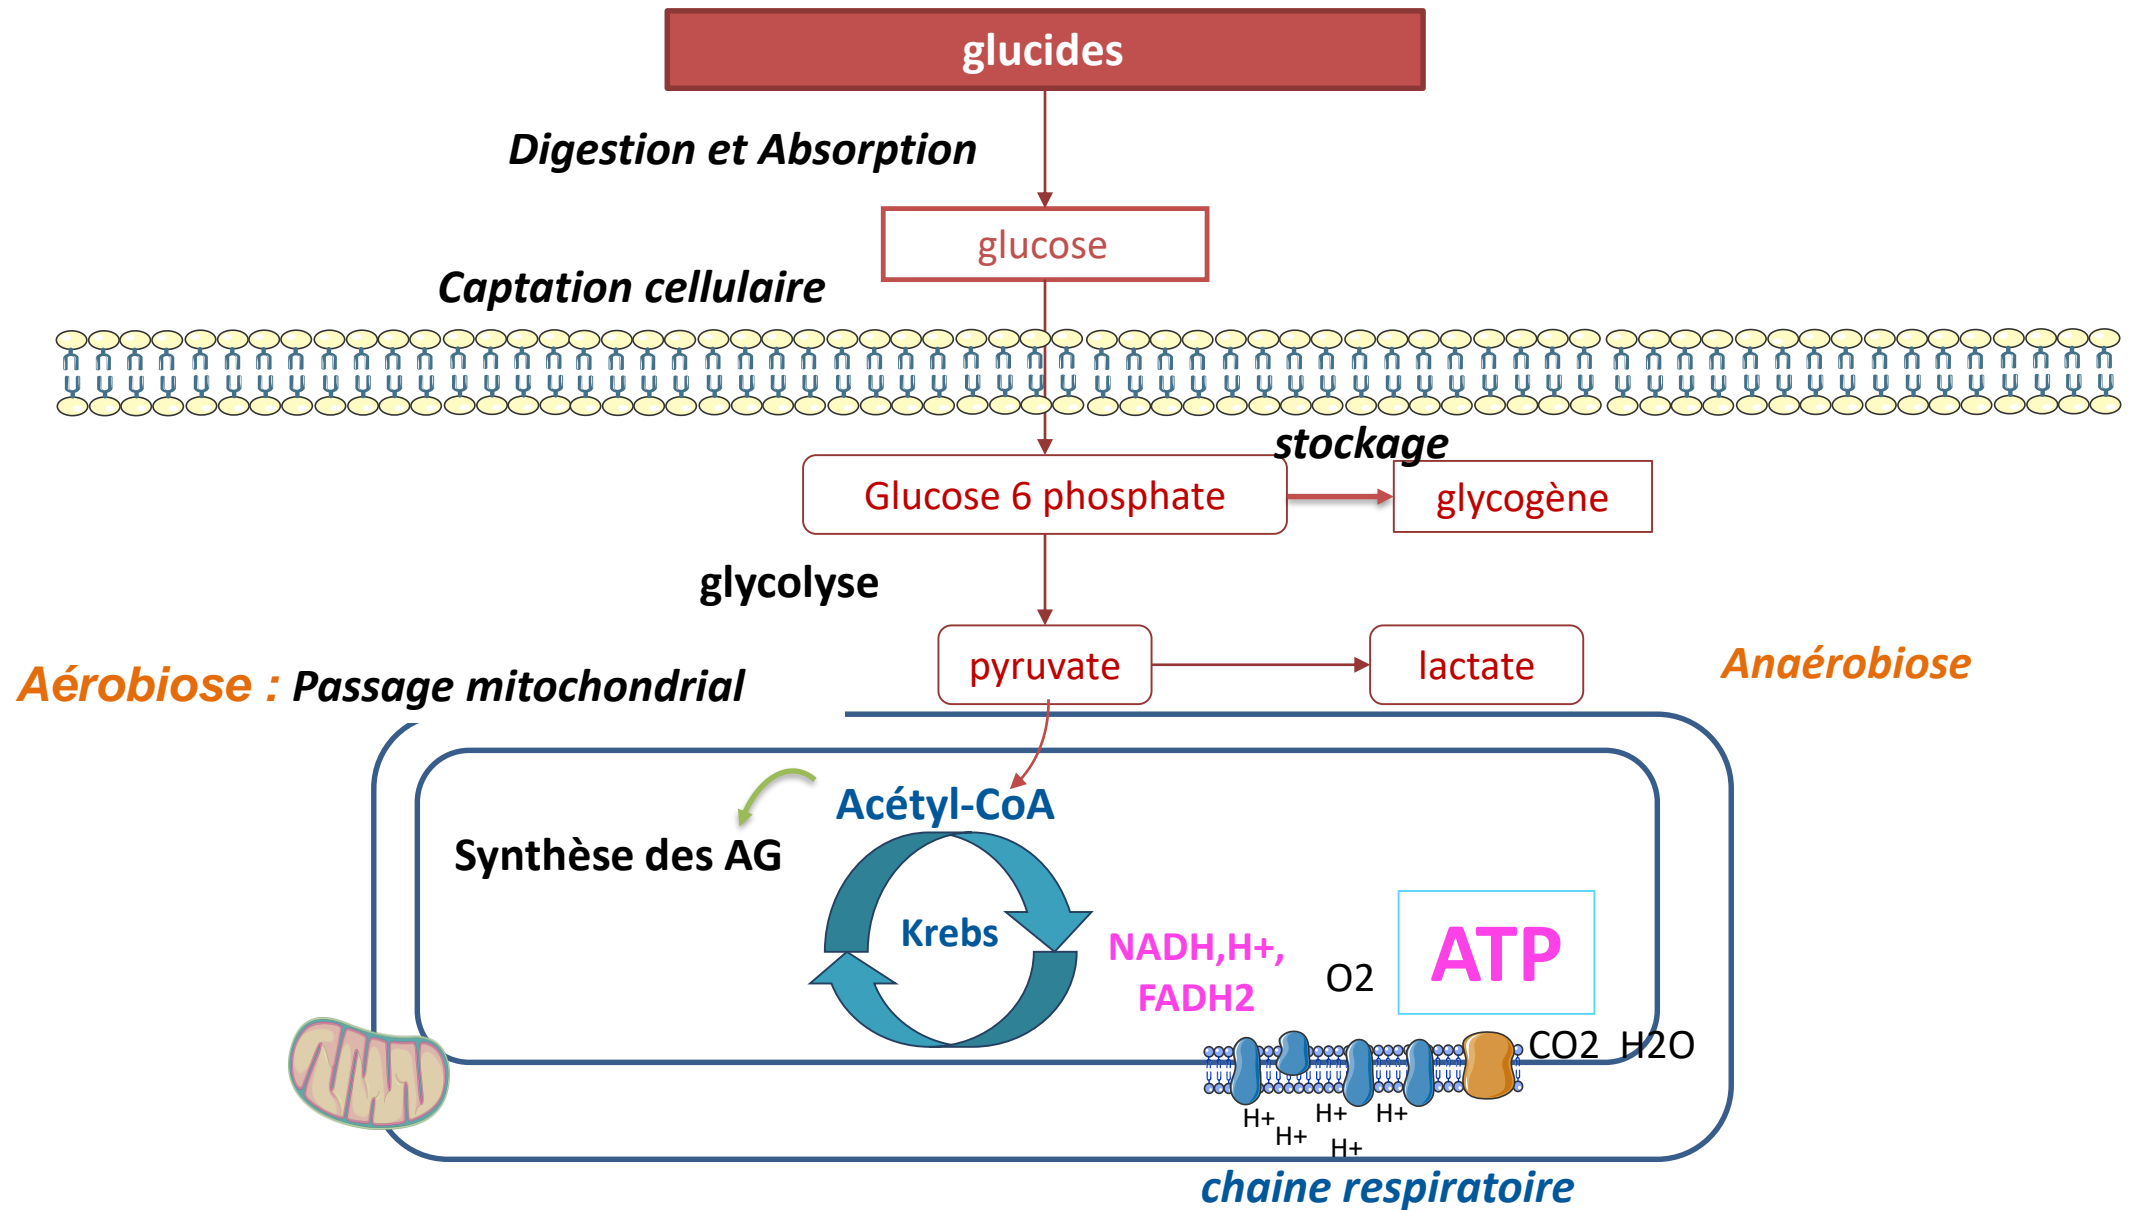 glucides
Digestion et Absorption
glucose
Captation cellulaire
stockage
Glucose 6 phosphate
glycogène
glycolyse
pyruvate
lactate
Anaérobiose
Aérobiose : Passage mitochondrial
Acétyl-CoA
Synthèse des AG
Krebs
NADH,H+,
FADH2
O2
ATP
CO2 H2O
H+
H+
H+
H+
H+
chaine respiratoire